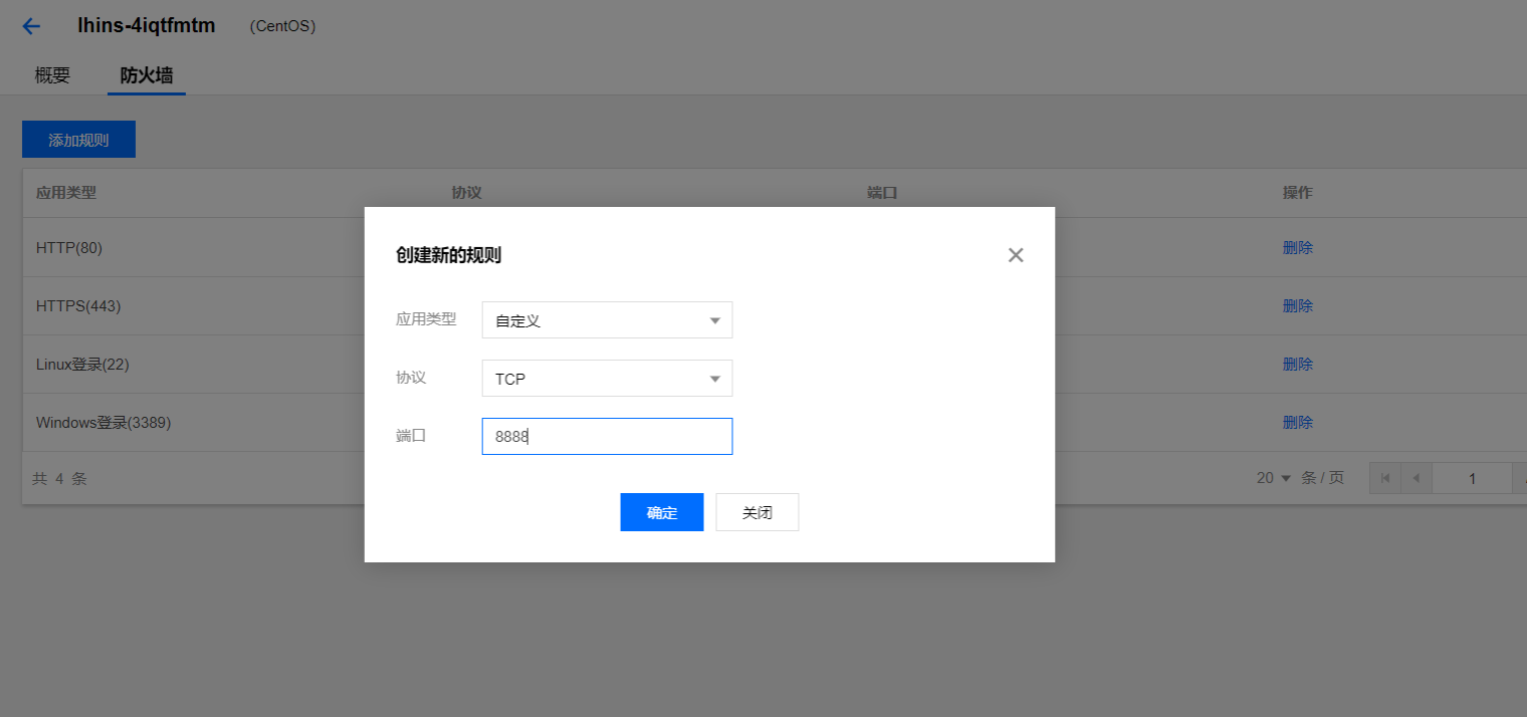 lhins-4iqtfmtm (CentOS)
概要 防火墙
添加规则
应用类型 协议 端口 操作
HTTP(80) 删除
HTTPS(443) 删除
Linux登录(22) 删除
Windows登录(3389) 删除
共 4 条 20 条 / 页 1
创建新的规则
应用类型 自定义
协议 TCP
端口 8888
确定 关闭